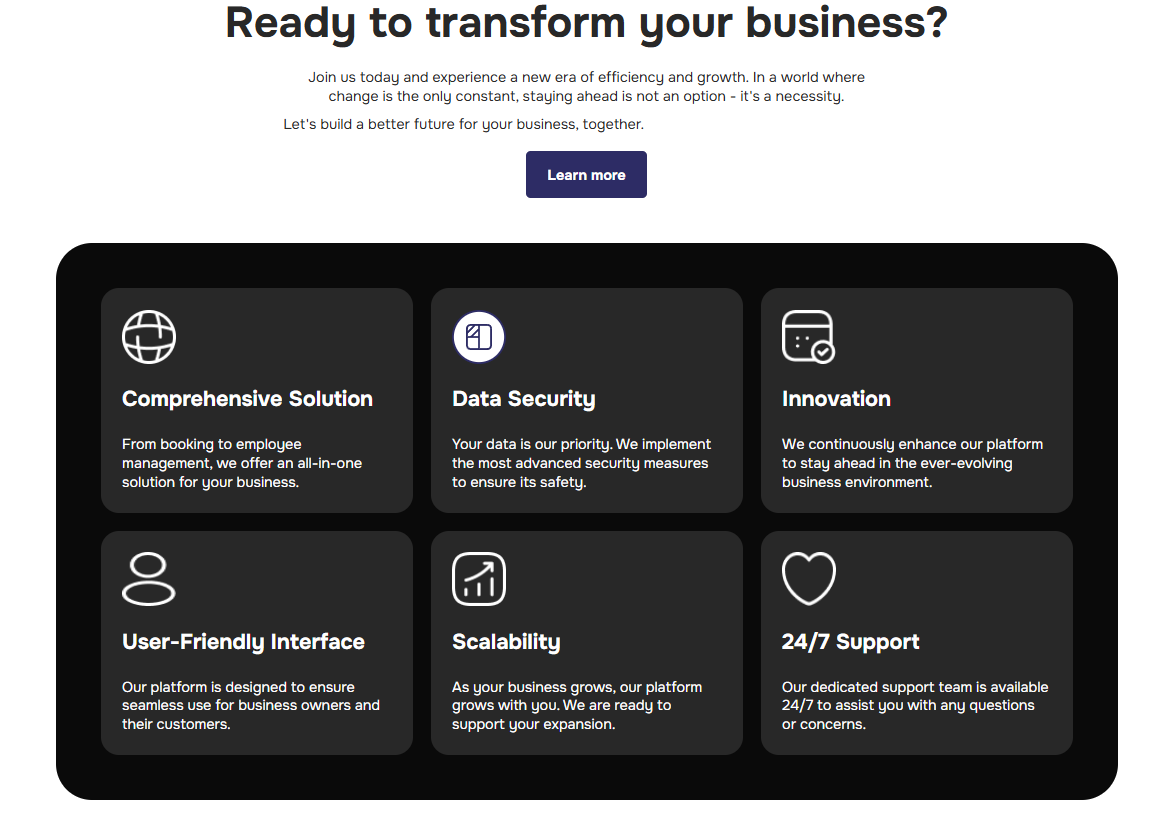 Ready to transform your business?
Join us today and experience a new era of efficiency and growth. In a world where
change is the only constant, staying ahead is not an option - it's a necessity.
Let's build a better future for your business, together.
Learn more
Comprehensive Solution
From booking to employee
management, we offer an all-in-one
solution for your business.
Data Security
Your data is our priority. We implement
the most advanced security measures
to ensure its safety.
Innovation
We continuously enhance our platform
to stay ahead in the ever-evolving
business environment.
User-Friendly Interface
Our platform is designed to ensure
seamless use for business owners and
their customers.
Scalability
As your business grows, our platform
grows with you. We are ready to
support your expansion.
24/7 Support
Our dedicated support team is available
24/7 to assist you with any questions
or concerns.